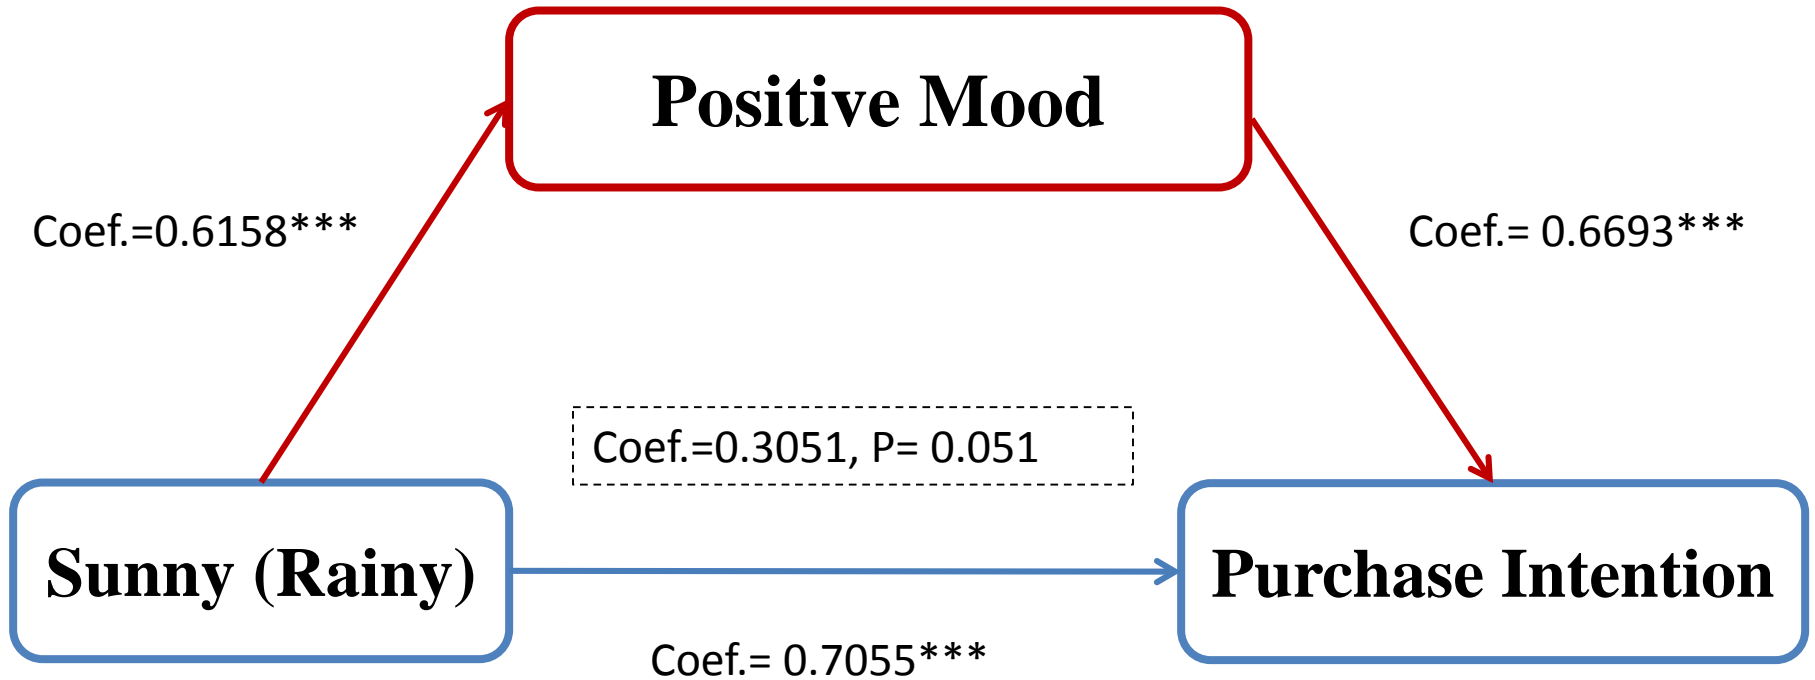 Positive Mood
Coef.=0.6158***
Coef.= 0.6693***
Coef.=0.3051, P= 0.051
Sunny (Rainy)
Purchase Intention
Coef.= 0.7055***